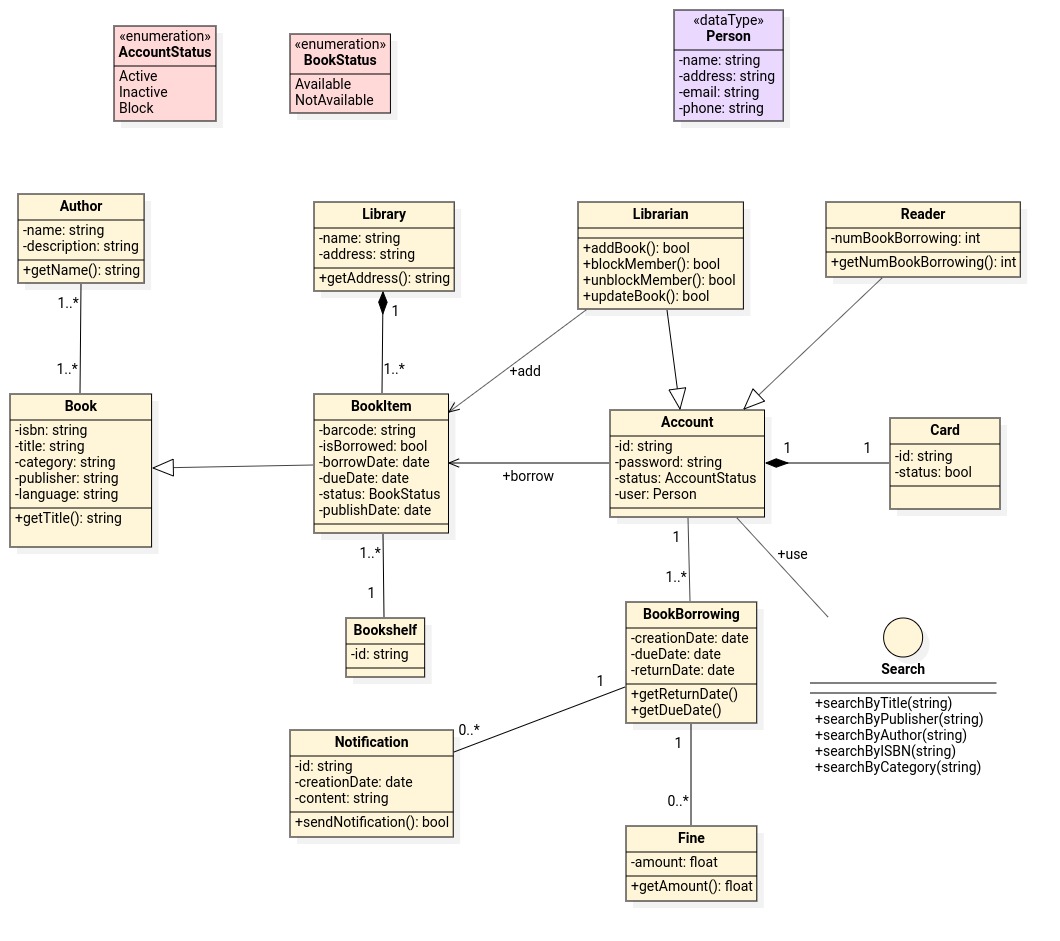 «enumeration»
AccountStatus
Active
Inactive
Block
«enumeration»
BookStatus
Available
NotAvailable
«dataType»
Person
-name: string
-address: string
-email: string
-phone: string
Author
-name: string
-description: string
+getName(): string
Library
-name: string
-address: string
+getAddress(): string
Librarian
+addBook(): bool
+blockMember(): bool
+unblockMember(): bool
+updateBook(): bool
Reader
-numBookBorrowing: int
+getNumBookBorrowing(): int
1..*
1..*
1
1..*
+add
Book
-isbn: string
-title: string
-category: string
-publisher: string
-language: string
+getTitle(): string
BookItem
-barcode: string
-isBorrowed: bool
-borrowDate: date
-dueDate: date
-status: BookStatus
-publishDate: date
+borrow
Account
-id: string
-password: string
-status: AccountStatus
-user: Person
1
1
Card
-id: string
-status: bool
1..*
1
1
1..*
+use
Bookshelf
-id: string
BookBorrowing
-creationDate: date
-dueDate: date
-returnDate: date
+getReturnDate()
+getDueDate()
Search
+searchByTitle(string)
+searchByPublisher(string)
+searchByAuthor(string)
+searchByISBN(string)
+searchByCategory(string)
1
0..*
Notification
-id: string
-creationDate: date
-content: string
+sendNotification(): bool
1
0..*
Fine
-amount: float
+getAmount(): float